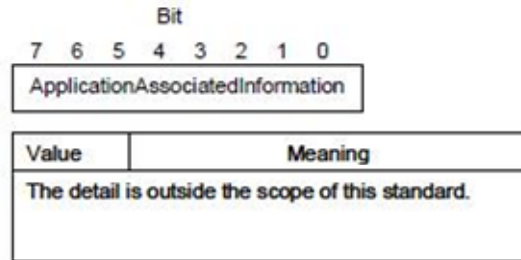 Bit
7 6 5 4 3 2 1 0
ApplicationAssociatedInformation
Value Meaning
The detail is outside the scope of this standard.